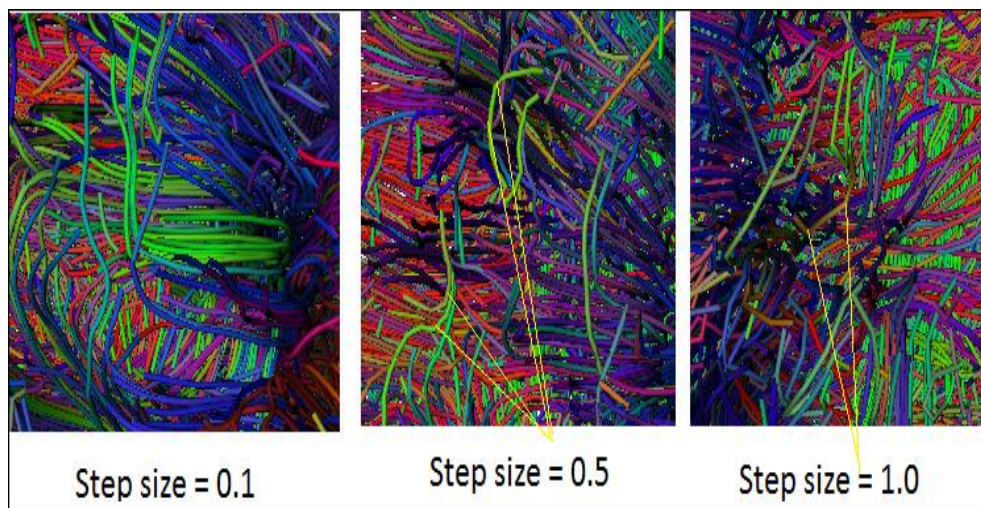 Step size = 0.1
Step size = 0.5
Step size = 1.0